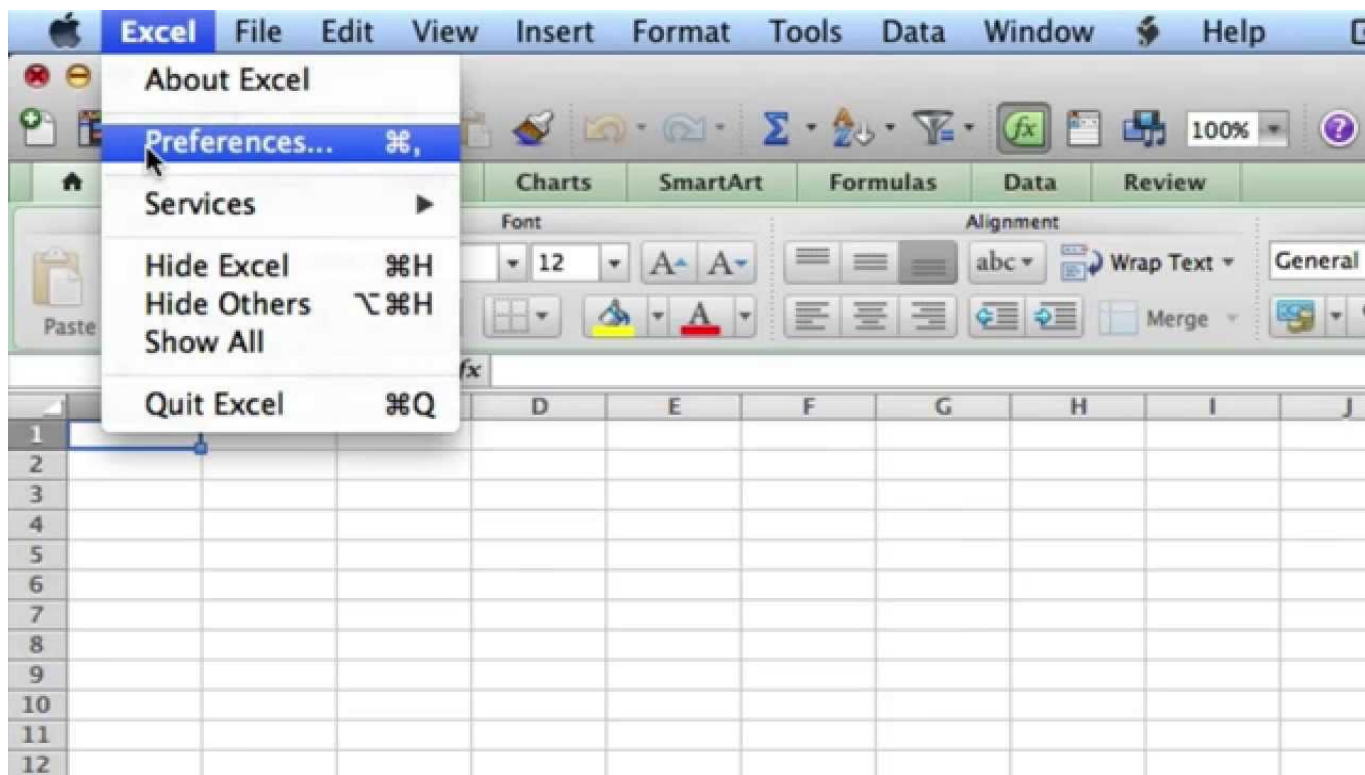 Excel File Edit View Insert Format Tools Data Window Help
About Excel
Preferences... ⌘,
Services ▶
Hide Excel ⌘H
Hide Others ⌥⌘H
Show All
Quit Excel ⌘Q
100%
Charts SmartArt Formulas Data Review
Font Alignment
12 A A abc Wrap Text General
Paste A Merge
fx
D E F G H I J
1
2
3
4
5
6
7
8
9
10
11
12